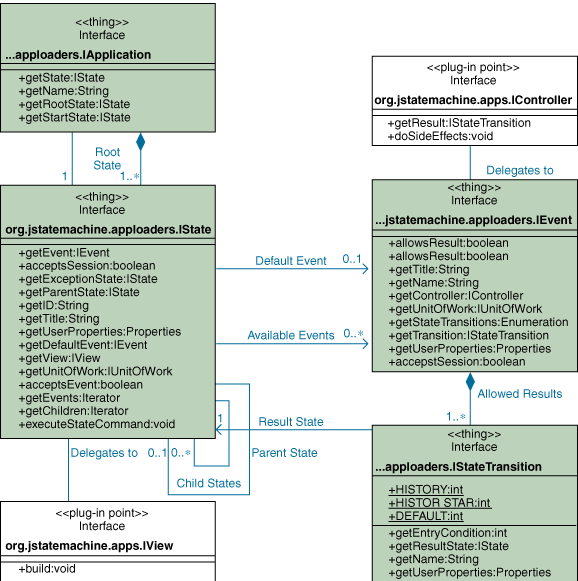 <<thing>>
Interface
...apploaders.IApplication
+getState:IState
+getName:String
+getRootState:IState
+getStartState:IState
Root
State
1
1..*
<<thing>>
Interface
org.jstatemachine.apploaders.IState
+getEvent:IEvent
+acceptsSession:boolean
+getExceptionState:IState
+getParentState:IState
+getID:String
+getTitle:String
+getUserProperties:Properties
+getDefaultEvent:IEvent
+getView:IView
+getUnitOfWork:IUnitOfWork
+acceptsEvent:boolean
+getEvents:Iterator
+getChildren:Iterator
+executeStateCommand:void
Delegates to
0..1
0..*
1
Child States
Parent State
<<plug-in point>>
Interface
org.jstatemachine.apps.IView
+build:void
Default Event
0..1
Available Events
0..*
Result State
<<plug-in point>>
Interface
org.jstatemachine.apps.IController
+getResult:IStateTransition
+doSideEffects:void
Delegates to
<<thing>>
Interface
...jstatemachine.apploaders.IEvent
+allowsResult:boolean
+allowsResult:boolean
+getTitle:String
+getName:String
+getController:IController
+getUnitOfWork:IUnitOfWork
+getStateTransitions:Enumeration
+getTransition:IStateTransition
+getUserProperties:Properties
+accepstSession:boolean
Allowed Results
1..*
<<thing>>
Interface
...apploaders.IStateTransition
+HISTORY:int
+HISTOR STAR:int
+DEFAULT:int
+getEntryCondition:int
+getResultState:IState
+getName:String
+getUserProperties:Properties